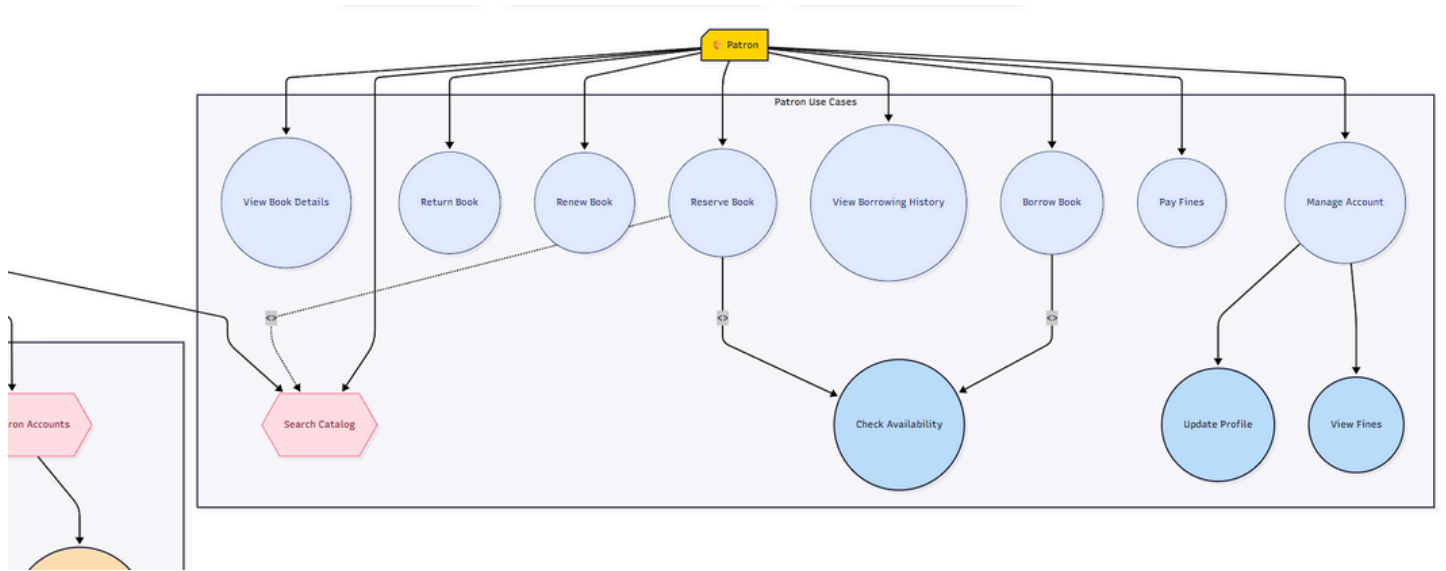 Patron
Patron Use Cases
View Book Details
Return Book
Renew Book
Reserve Book
View Borrowing History
Borrow Book
Pay Fines
Manage Account
<>
<>
<>
ron Accounts
Search Catalog
Check Availability
Update Profile
View Fines